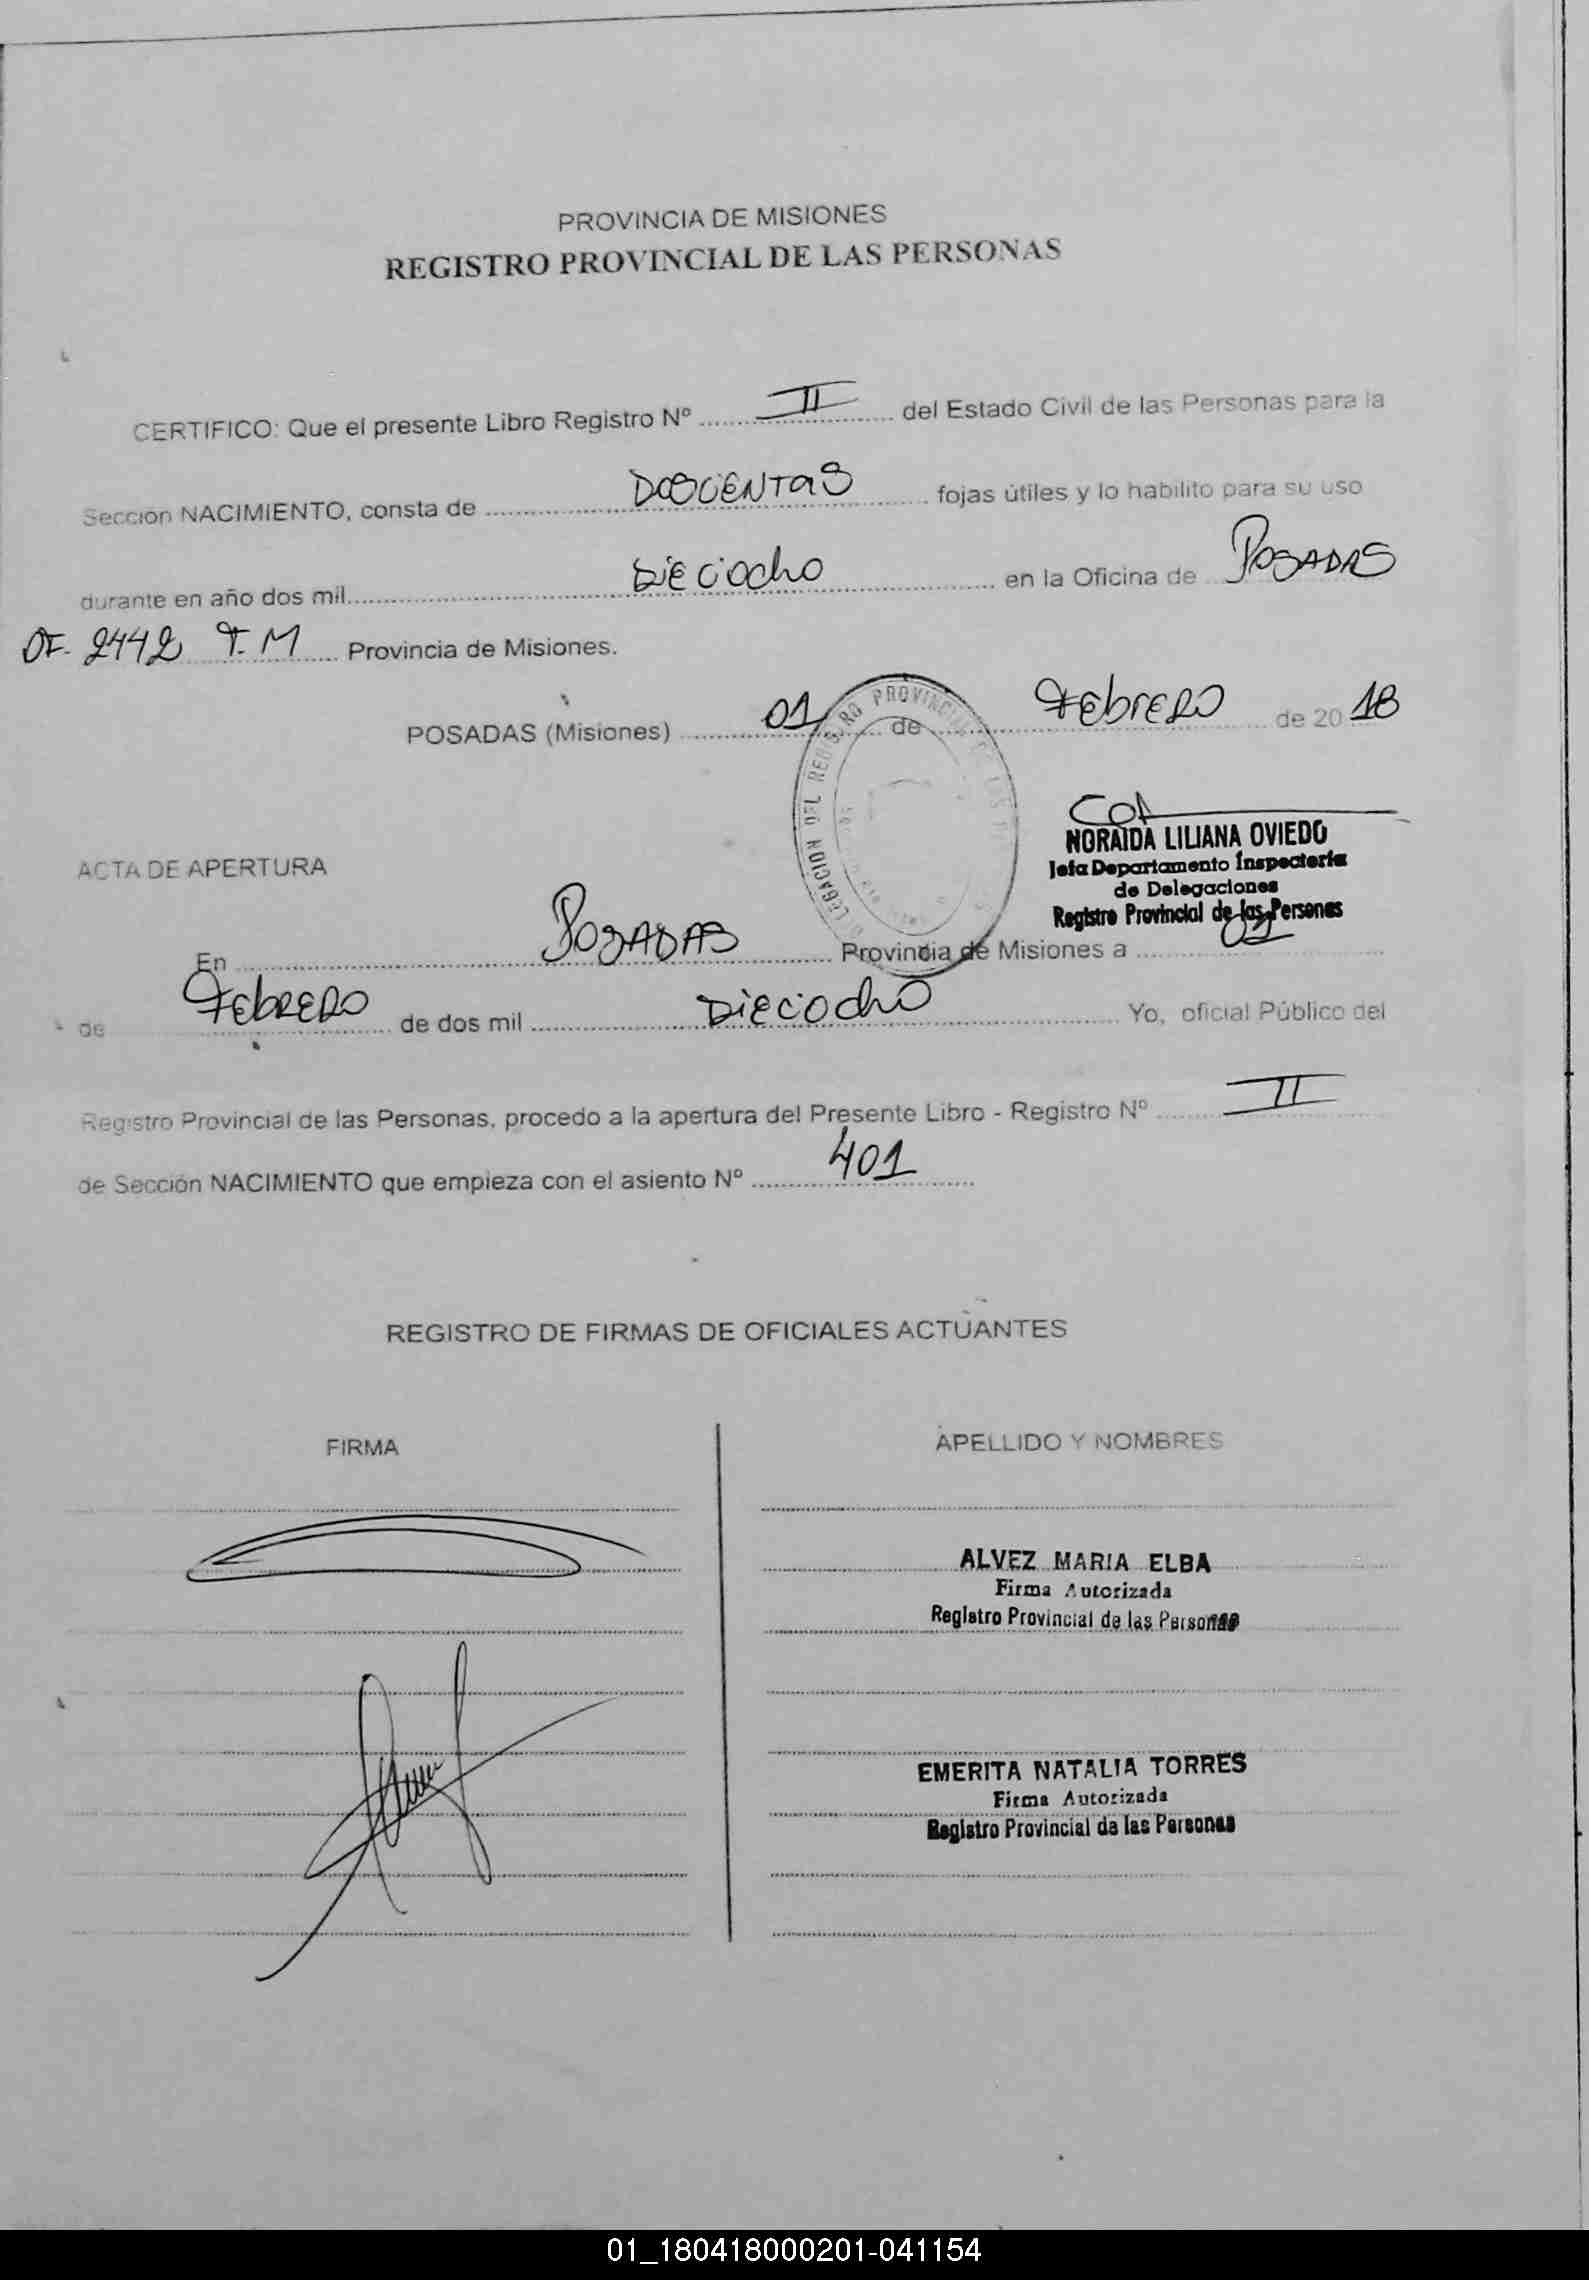 PROVINCIA DE MISIONES
REGISTRO PROVINCIAL DE LAS PERSONAS
CERTIFICO: Que el presente Libro Registro Nº II del Estado Civil de las Personas para la
Sección NACIMIENTO, consta de DOSCIENTAS fojas útiles y lo habilito para su uso
durante en año dos mil DIECIOCHO en la Oficina de POSADAS
OF. 2442 T.M Provincia de Misiones.
POSADAS (Misiones) 01 de Febrero de 2018
DELEGACION DEL REGISTRO PROVINCIAL DE LAS
NORAIDA LILIANA OVIEDO
Jefa Departamento Inspectoría
de Delegaciones
Registro Provincial de las Personas
ACTA DE APERTURA
En POSADAS Provincia de Misiones a 01
de Febrero de dos mil DIECIOCHO Yo, oficial Público del
Registro Provincial de las Personas, procedo a la apertura del Presente Libro - Registro Nº II
de Sección NACIMIENTO que empieza con el asiento Nº 401
REGISTRO DE FIRMAS DE OFICIALES ACTUANTES
FIRMA APELLIDO Y NOMBRES
ALVEZ MARIA ELBA
Firma Autorizada
Registro Provincial de las Personas
EMERITA NATALIA TORRES
Firma Autorizada
Registro Provincial de las Personas
01_180418000201-041154